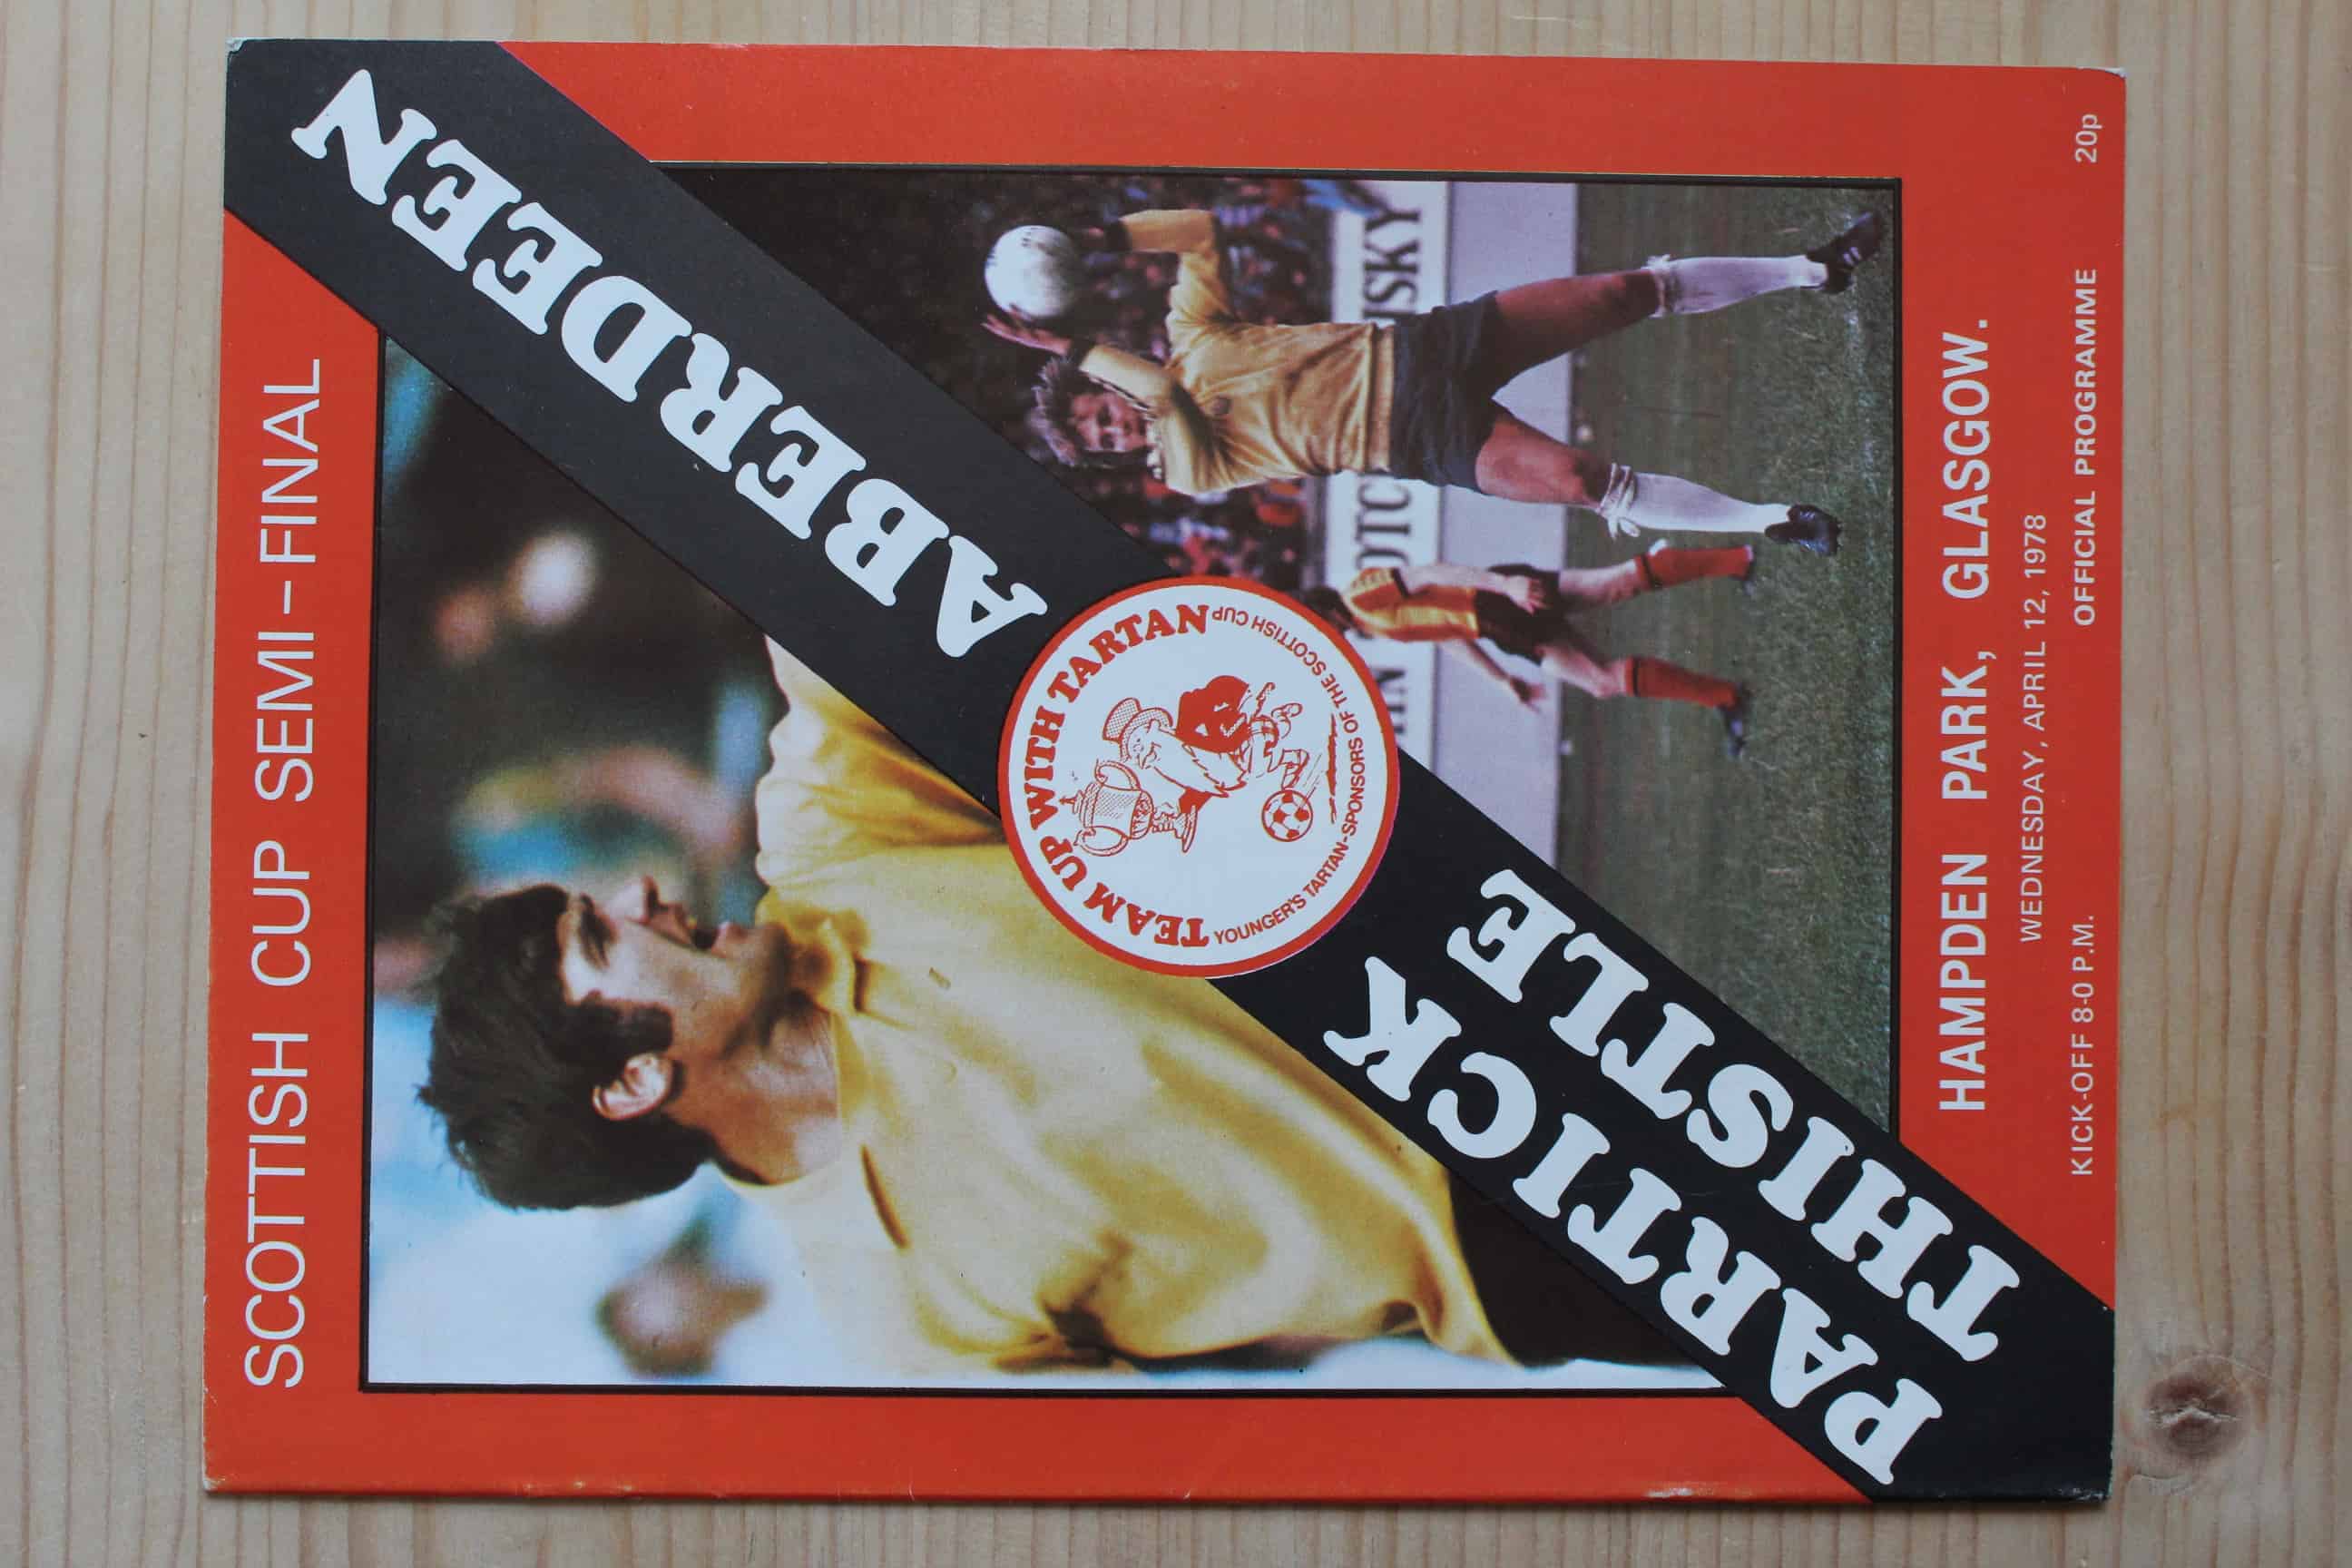 SCOTTISH CUP SEMI-FINAL
ABERDEEN
TEAM UP WITH TARTAN
YOUNGER'S TARTAN-SPONSORS OF THE SCOTTISH CUP
PARTICK
THISTLE
HAMPDEN PARK, GLASGOW.
WEDNESDAY, APRIL 12, 1978
KICK-OFF 8-0 P.M. OFFICIAL PROGRAMME 20p